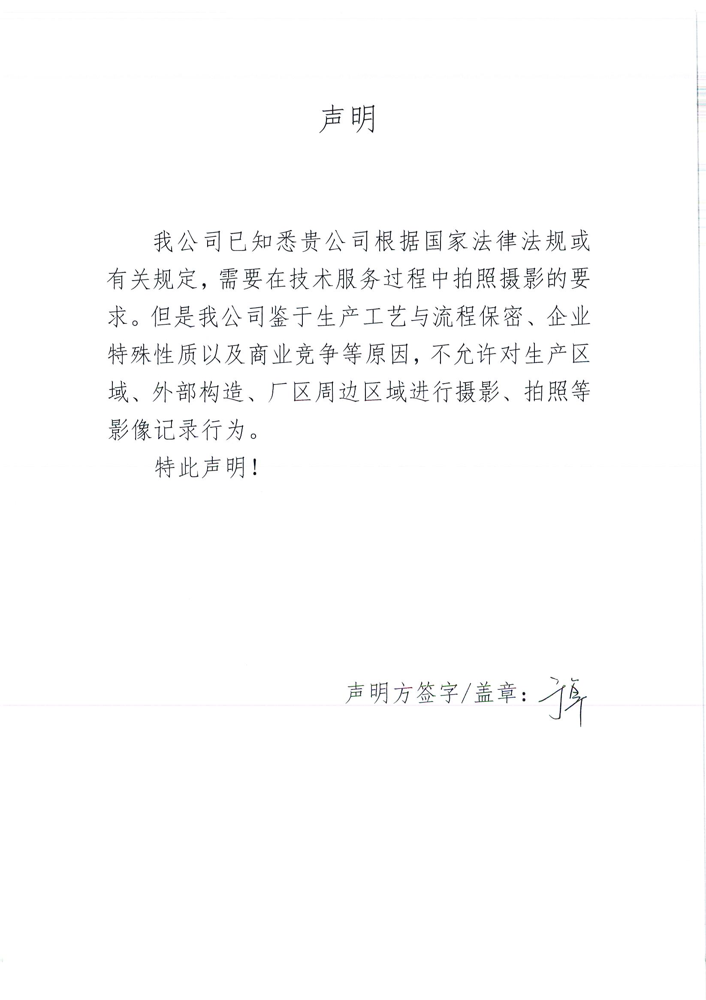 声明
我公司已知悉贵公司根据国家法律法规或
有关规定，需要在技术服务过程中拍照摄影的要
求。但是我公司鉴于生产工艺与流程保密、企业
特殊性质以及商业竞争等原因，不允许对生产区
域、外部构造、厂区周边区域进行摄影、拍照等
影像记录行为。
特此声明！
声明方签字/盖章：